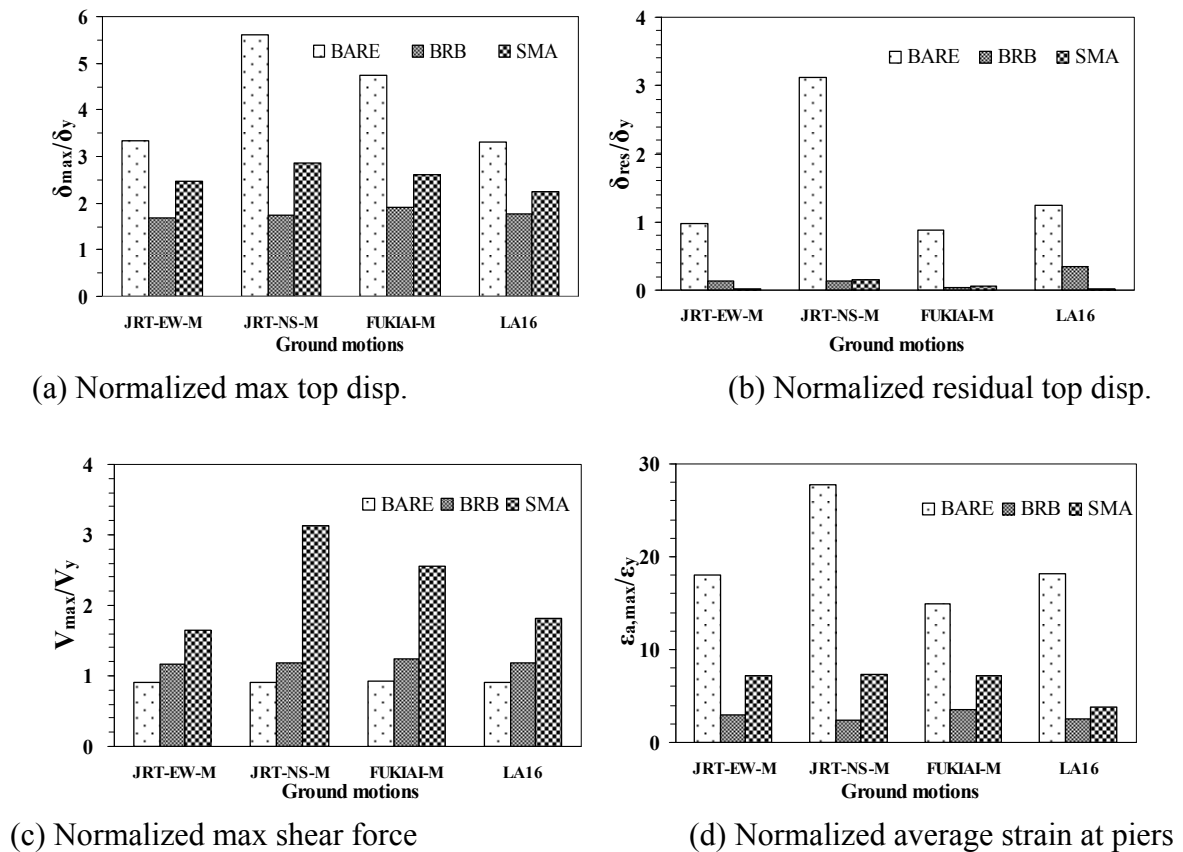 6
5
4
3
2
1
0
δmax/δy
BARE BRB SMA
JRT-EW-M JRT-NS-M FUKIAI-M LA16
Ground motions
(a) Normalized max top disp.
4
3
2
1
0
δres/δy
BARE BRB SMA
JRT-EW-M JRT-NS-M FUKIAI-M LA16
Ground motions
(b) Normalized residual top disp.
4
3
2
1
0
Vmax/Vy
BARE BRB SMA
JRT-EW-M JRT-NS-M FUKIAI-M LA16
Ground motions
(c) Normalized max shear force
30
20
10
0
εa,max/εy
BARE BRB SMA
JRT-EW-M JRT-NS-M FUKIAI-M LA16
Ground motions
(d) Normalized average strain at piers